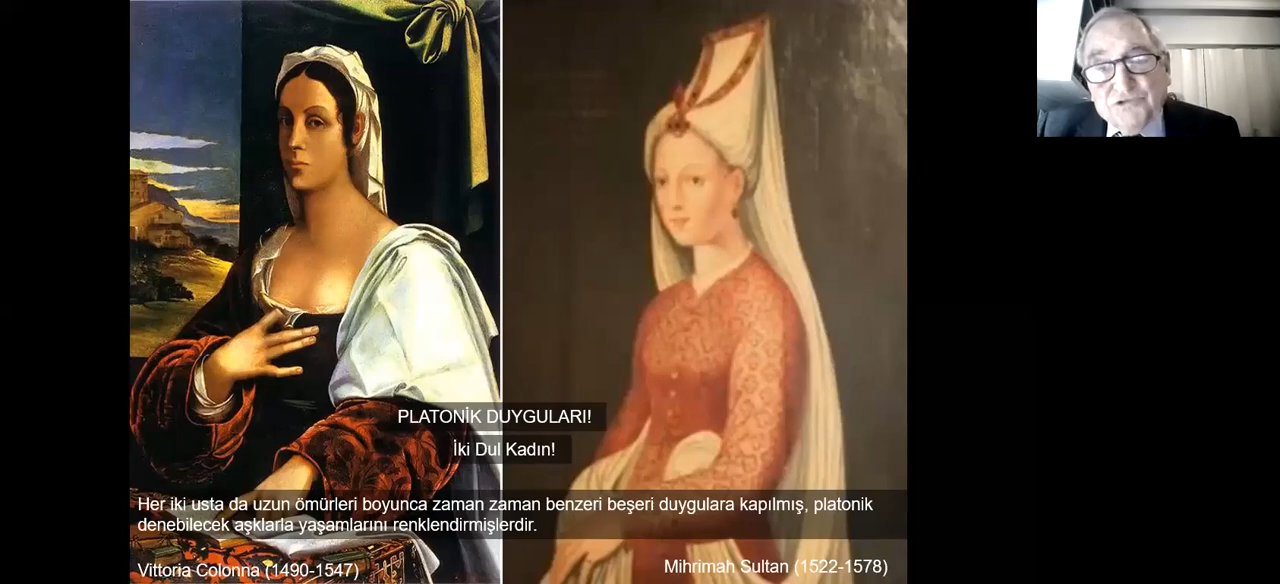 PLATONİK DUYGULARI!
İki Dul Kadın!
Her iki usta da uzun ömürleri boyunca zaman zaman benzeri beşeri duygulara kapılmış, platonik
denebilecek aşklarla yaşamlarını renklendirmişlerdir.
Vittoria Colonna (1490-1547)
Mihrimah Sultan (1522-1578)